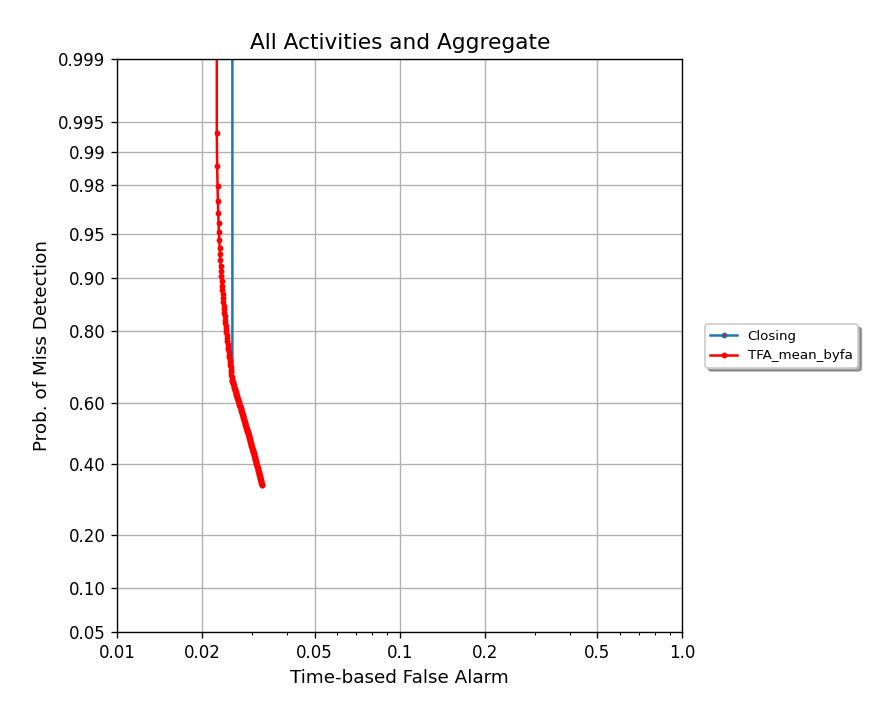 All Activities and Aggregate
0.999
0.995
0.99
0.98
0.95
0.90
0.80
0.60
0.40
0.20
0.10
0.05
Prob. of Miss Detection
0.01 0.02 0.05 0.1 0.2 0.5 1.0
Time-based False Alarm
Closing
TFA_mean_byfa